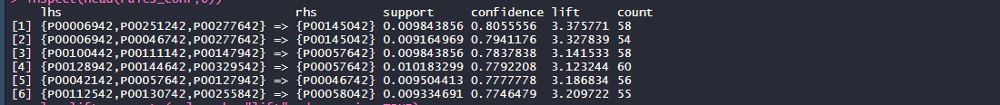 > inspect(head(rules_conf,6))
lhs rhs support confidence lift count
[1] {P00006942,P00251242,P00277642} => {P00145042} 0.009843856 0.8055556 3.375771 58
[2] {P00006942,P00046742,P00277642} => {P00145042} 0.009164969 0.7941176 3.327839 54
[3] {P00100442,P00111142,P00147942} => {P00057642} 0.009843856 0.7837838 3.141533 58
[4] {P00128942,P00144642,P00329542} => {P00057642} 0.010183299 0.7792208 3.123244 60
[5] {P00042142,P00057642,P00127942} => {P00046742} 0.009504413 0.7777778 3.186834 56
[6] {P00112542,P00130742,P00255842} => {P00058042} 0.009334691 0.7746479 3.209722 55